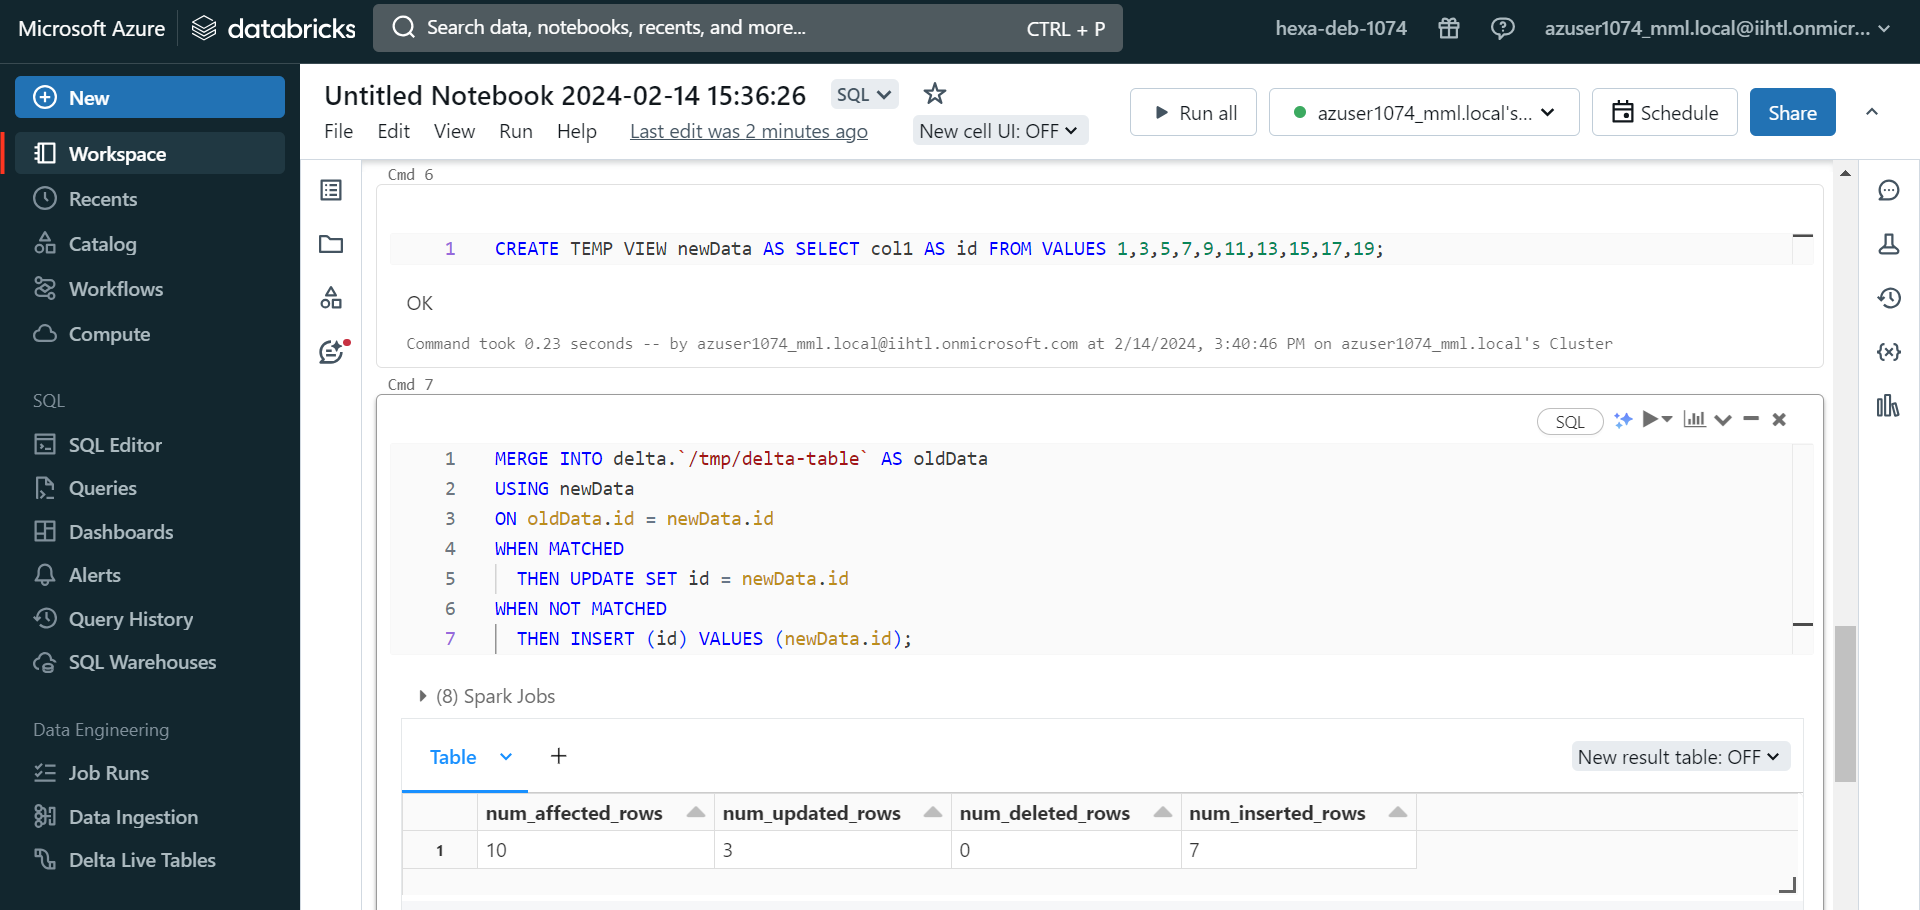 Microsoft Azure
databricks
Search data, notebooks, recents, and more...
CTRL + P
hexa-deb-1074
azuser1074_mml.local@iihtl.onmicr...
New
Workspace
Recents
Catalog
Workflows
Compute
SQL
SQL Editor
Queries
Dashboards
Alerts
Query History
SQL Warehouses
Data Engineering
Job Runs
Data Ingestion
Delta Live Tables
Untitled Notebook 2024-02-14 15:36:26
SQL
File Edit View Run Help Last edit was 2 minutes ago
New cell UI: OFF
Run all
azuser1074_mml.local's...
Schedule
Share
Cmd 6
1 CREATE TEMP VIEW newData AS SELECT col1 AS id FROM VALUES 1,3,5,7,9,11,13,15,17,19;
OK
Command took 0.23 seconds -- by azuser1074_mml.local@iihtl.onmicrosoft.com at 2/14/2024, 3:40:46 PM on azuser1074_mml.local's Cluster
Cmd 7
SQL
1 MERGE INTO delta.`/tmp/delta-table` AS oldData
2 USING newData
3 ON oldData.id = newData.id
4 WHEN MATCHED
5 THEN UPDATE SET id = newData.id
6 WHEN NOT MATCHED
7 THEN INSERT (id) VALUES (newData.id);
(8) Spark Jobs
Table
+
New result table: OFF
num_affected_rows num_updated_rows num_deleted_rows num_inserted_rows
1 10 3 0 7